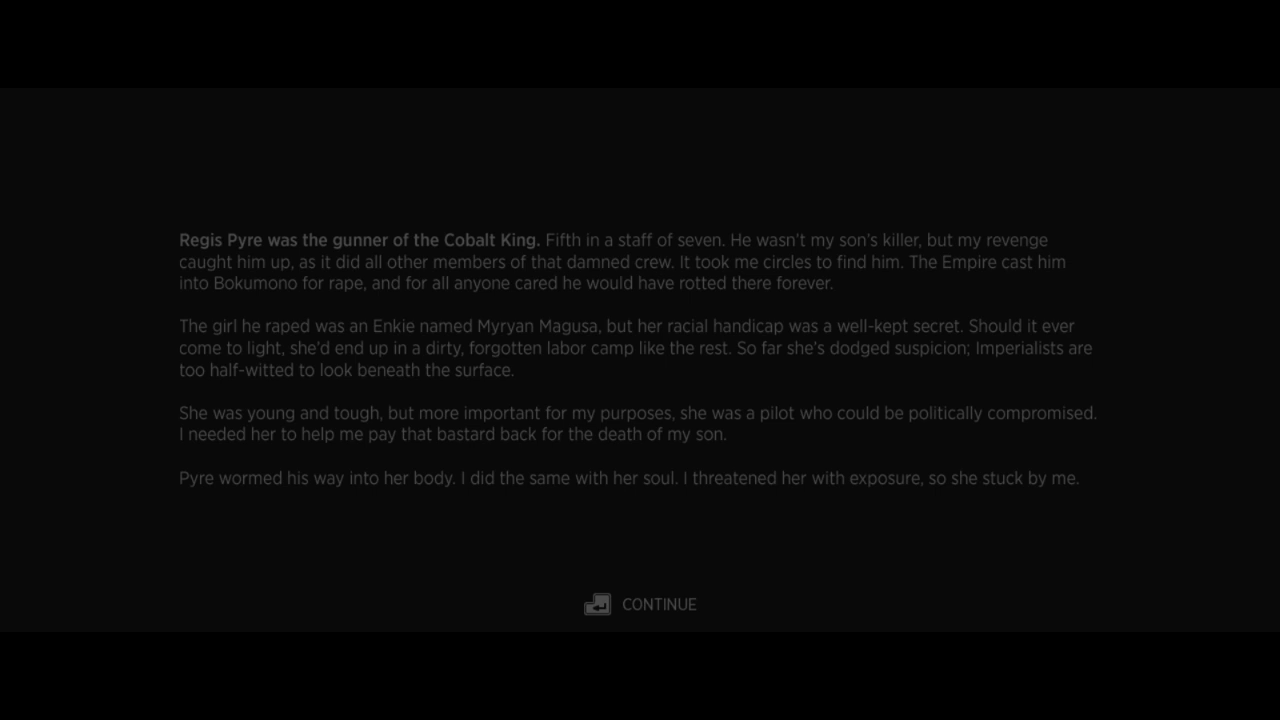 Regis Pyre was the gunner of the Cobalt King. Fifth in a staff of seven. He wasn't my son's killer, but my revenge
caught him up, as it did all other members of that damned crew. It took me circles to find him. The Empire cast him
into Bokumono for rape, and for all anyone cared he would have rotted there forever.
The girl he raped was an Enkie named Myryan Magusa, but her racial handicap was a well-kept secret. Should it ever
come to light, she'd end up in a dirty, forgotten labor camp like the rest. So far she's dodged suspicion; Imperialists are
too half-witted to look beneath the surface.
She was young and tough, but more important for my purposes, she was a pilot who could be politically compromised.
I needed her to help me pay that bastard back for the death of my son.
Pyre wormed his way into her body. I did the same with her soul. I threatened her with exposure, so she stuck by me.
CONTINUE